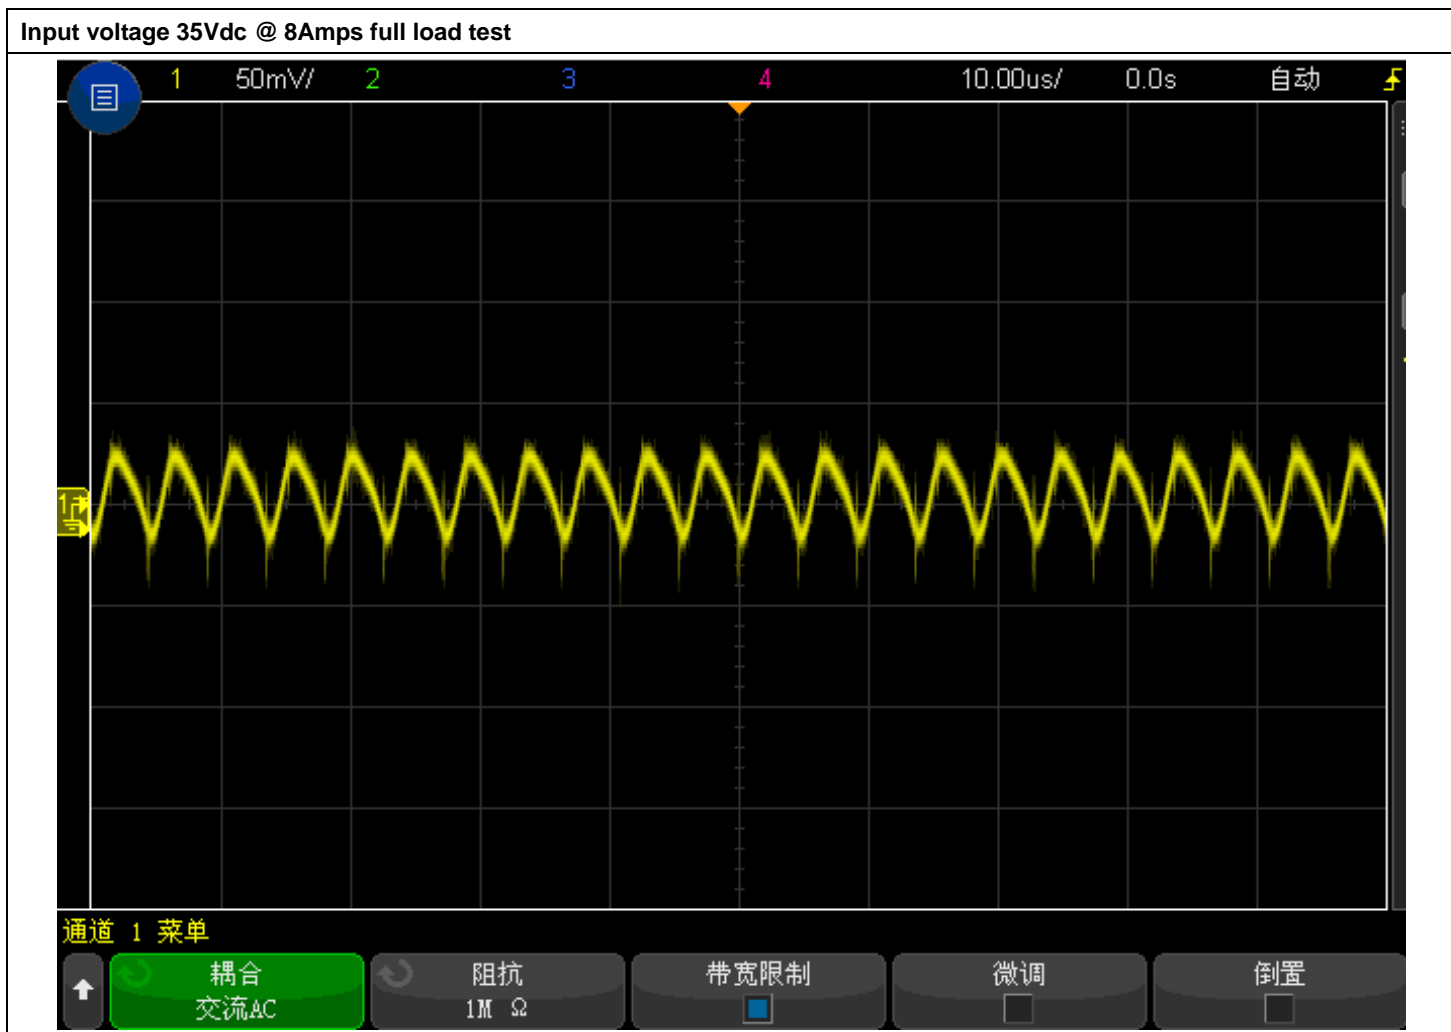 Input voltage 35Vdc @ 8Amps full load test
1 50mV/ 2 3 4 10.00us/ 0.0s 自动
1
通道 1 菜单
耦合 阻抗 带宽限制 微调 倒置
交流AC 1M Ω